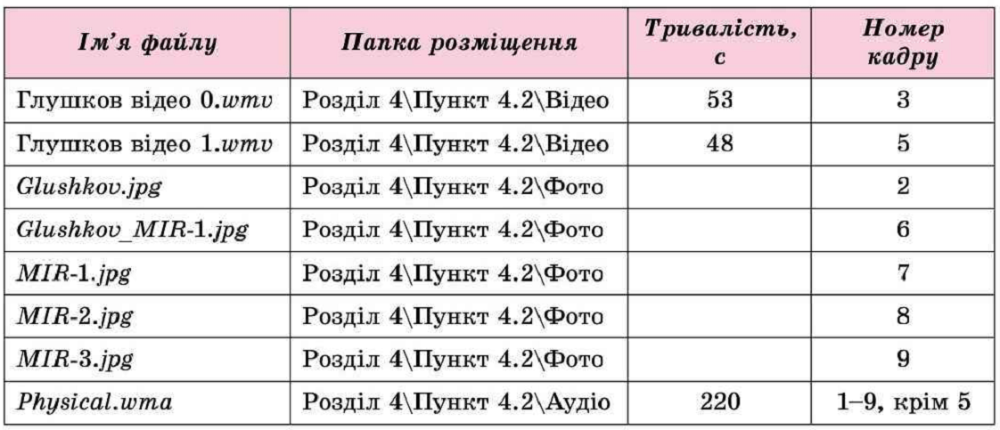 Ім’я файлу Папка розміщення Тривалість, с Номер кадру
Глушков відео 0.wmv Розділ 4\Пункт 4.2\Відео 53 3
Глушков відео 1.wmv Розділ 4\Пункт 4.2\Відео 48 5
Glushkov.jpg Розділ 4\Пункт 4.2\Фото 2
Glushkov_MIR-1.jpg Розділ 4\Пункт 4.2\Фото 6
MIR-1.jpg Розділ 4\Пункт 4.2\Фото 7
MIR-2.jpg Розділ 4\Пункт 4.2\Фото 8
MIR-3.jpg Розділ 4\Пункт 4.2\Фото 9
Physical.wma Розділ 4\Пункт 4.2\Аудіо 220 1–9, крім 5